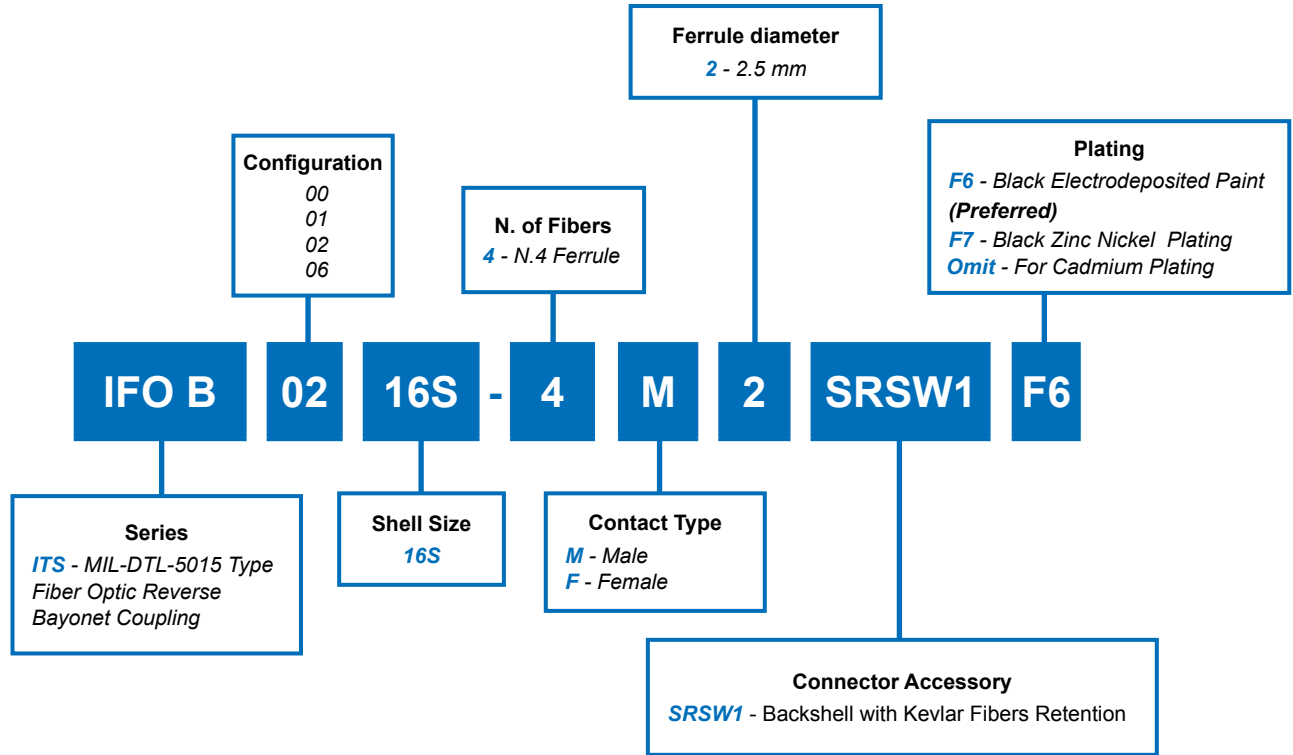 Ferrule diameter
2 - 2.5 mm
Configuration
00
01
02
06
N. of Fibers
4 - N.4 Ferrule
Plating
F6 - Black Electrodeposited Paint
(Preferred)
F7 - Black Zinc Nickel Plating
Omit - For Cadmium Plating
IFO B 02 16S - 4 M 2 SRSW1 F6
Series
ITS - MIL-DTL-5015 Type
Fiber Optic Reverse
Bayonet Coupling
Shell Size
16S
Contact Type
M - Male
F - Female
Connector Accessory
SRSW1 - Backshell with Kevlar Fibers Retention